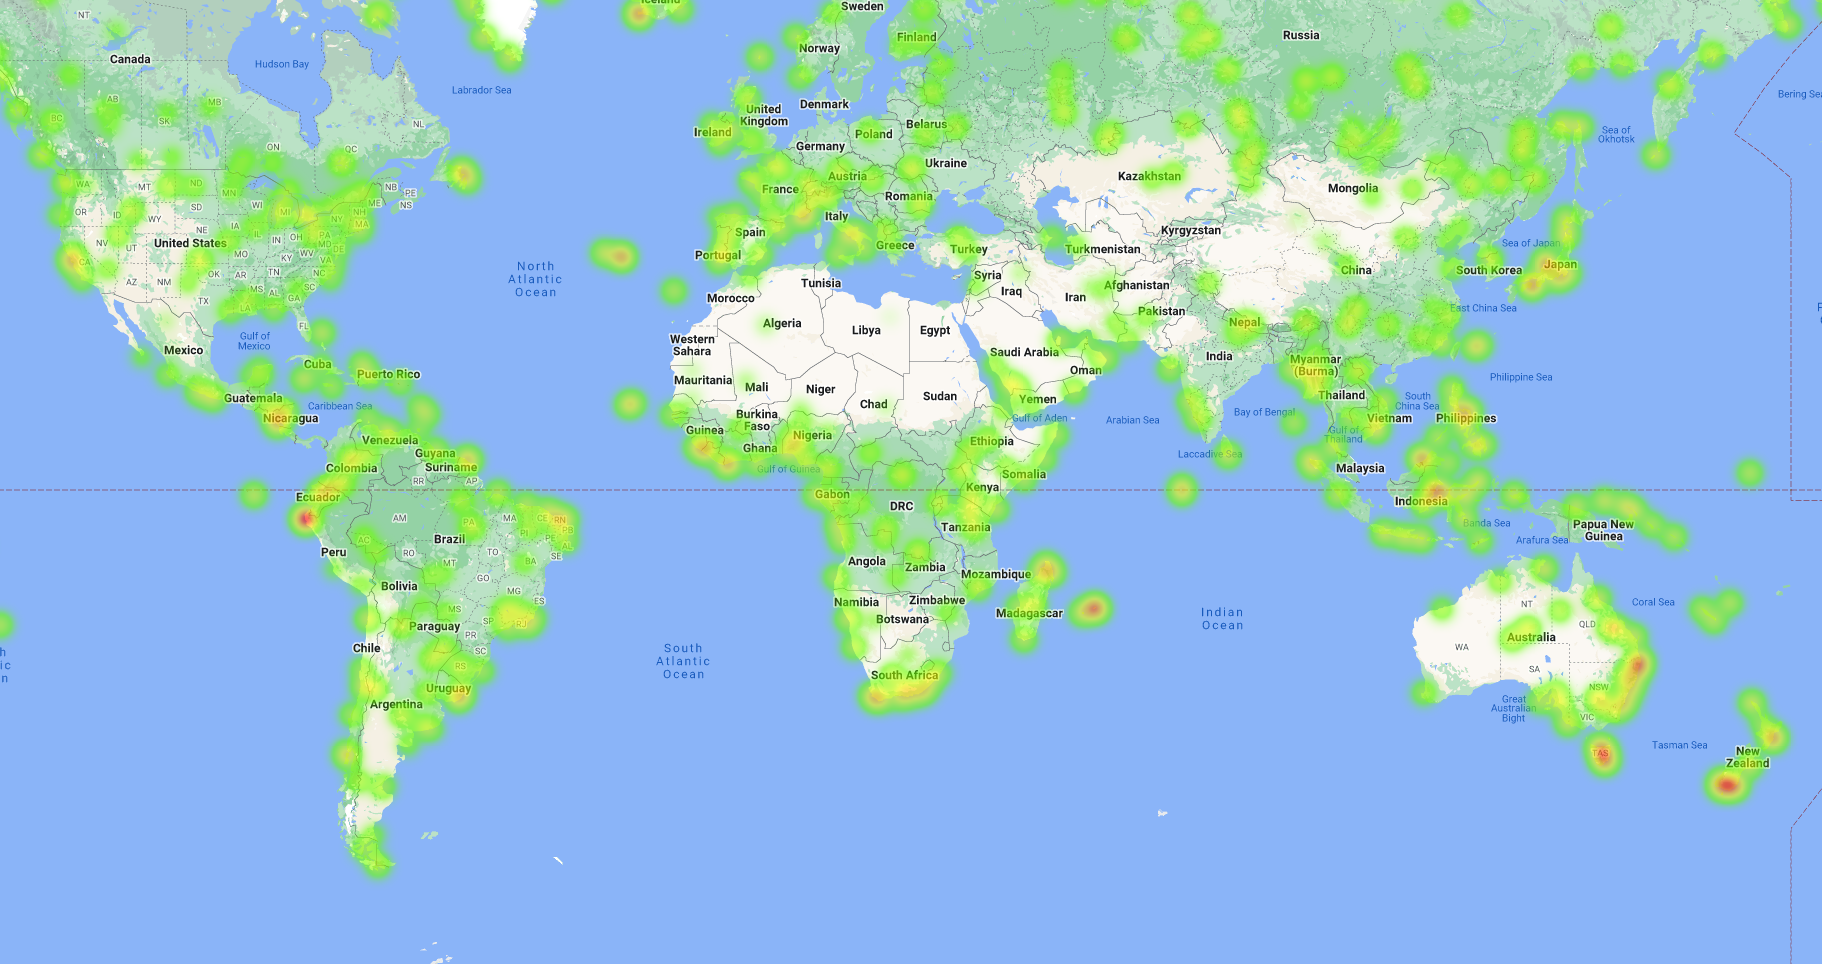 Iceland
Sweden
NT
Finland
Russia
Norway
Canada
Hudson Bay
Labrador Sea
Bering Sea
AB
MB
Denmark
United
Kingdom
BC
SK
NL
Ireland
Poland
Belarus
Sea of
Okhotsk
Germany
ON
QC
Ukraine
Austria
Kazakhstan
WA
MT
ND
MN
NB
PE
NS
ME
France
Romania
Mongolia
OR
ID
WY
SD
WI
MI
NY
NH
MA
Italy
Spain
Kyrgyzstan
NV
UT
United States
IA
IL
IN
OH
PA
MD
DE
Portugal
Greece
Turkey
Turkmenistan
Sea of Japan
CA
MO
KY
WV
North
Atlantic
Ocean
Syria
Japan
China
South Korea
AZ
NM
OK
AR
TN
NC
Tunisia
Iraq
Iran
Afghanistan
MS
AL
GA
SC
TX
LA
Morocco
Pakistan
East China Sea
FL
Algeria
Libya
Egypt
Nepal
Gulf of
Mexico
Western
Sahara
Mexico
Cuba
Saudi Arabia
India
Myanmar
(Burma)
Puerto Rico
Oman
Philippine Sea
Mauritania
Mali
Niger
Sudan
Guatemala
Chad
Yemen
Thailand
South
China Sea
Caribbean Sea
Burkina
Faso
Gulf of Aden
Arabian Sea
Bay of Bengal
Nicaragua
Vietnam
Philippines
Guinea
Nigeria
Gulf of
Thailand
Venezuela
Ghana
Ethiopia
Guyana
Laccadive Sea
Colombia
Suriname
Gulf of Guinea
Somalia
Malaysia
RR
AP
Kenya
Ecuador
Gabon
DRC
Indonesia
AM
PA
MA
CE
RN
PB
Tanzania
Banda Sea
Papua New
Guinea
AC
Brazil
PI
PE
AL
Arafura Sea
Peru
RO
TO
SE
MT
BA
Angola
Zambia
Mozambique
Bolivia
GO
MG
ES
Namibia
Zimbabwe
NT
Coral Sea
MS
Madagascar
Indian
Ocean
Botswana
SP
RJ
QLD
Paraguay
PR
Australia
WA
Chile
SC
South
Atlantic
Ocean
SA
RS
South Africa
Uruguay
NSW
Argentina
Great
Australian
Bight
VIC
Tasman Sea
TAS
New
Zealand